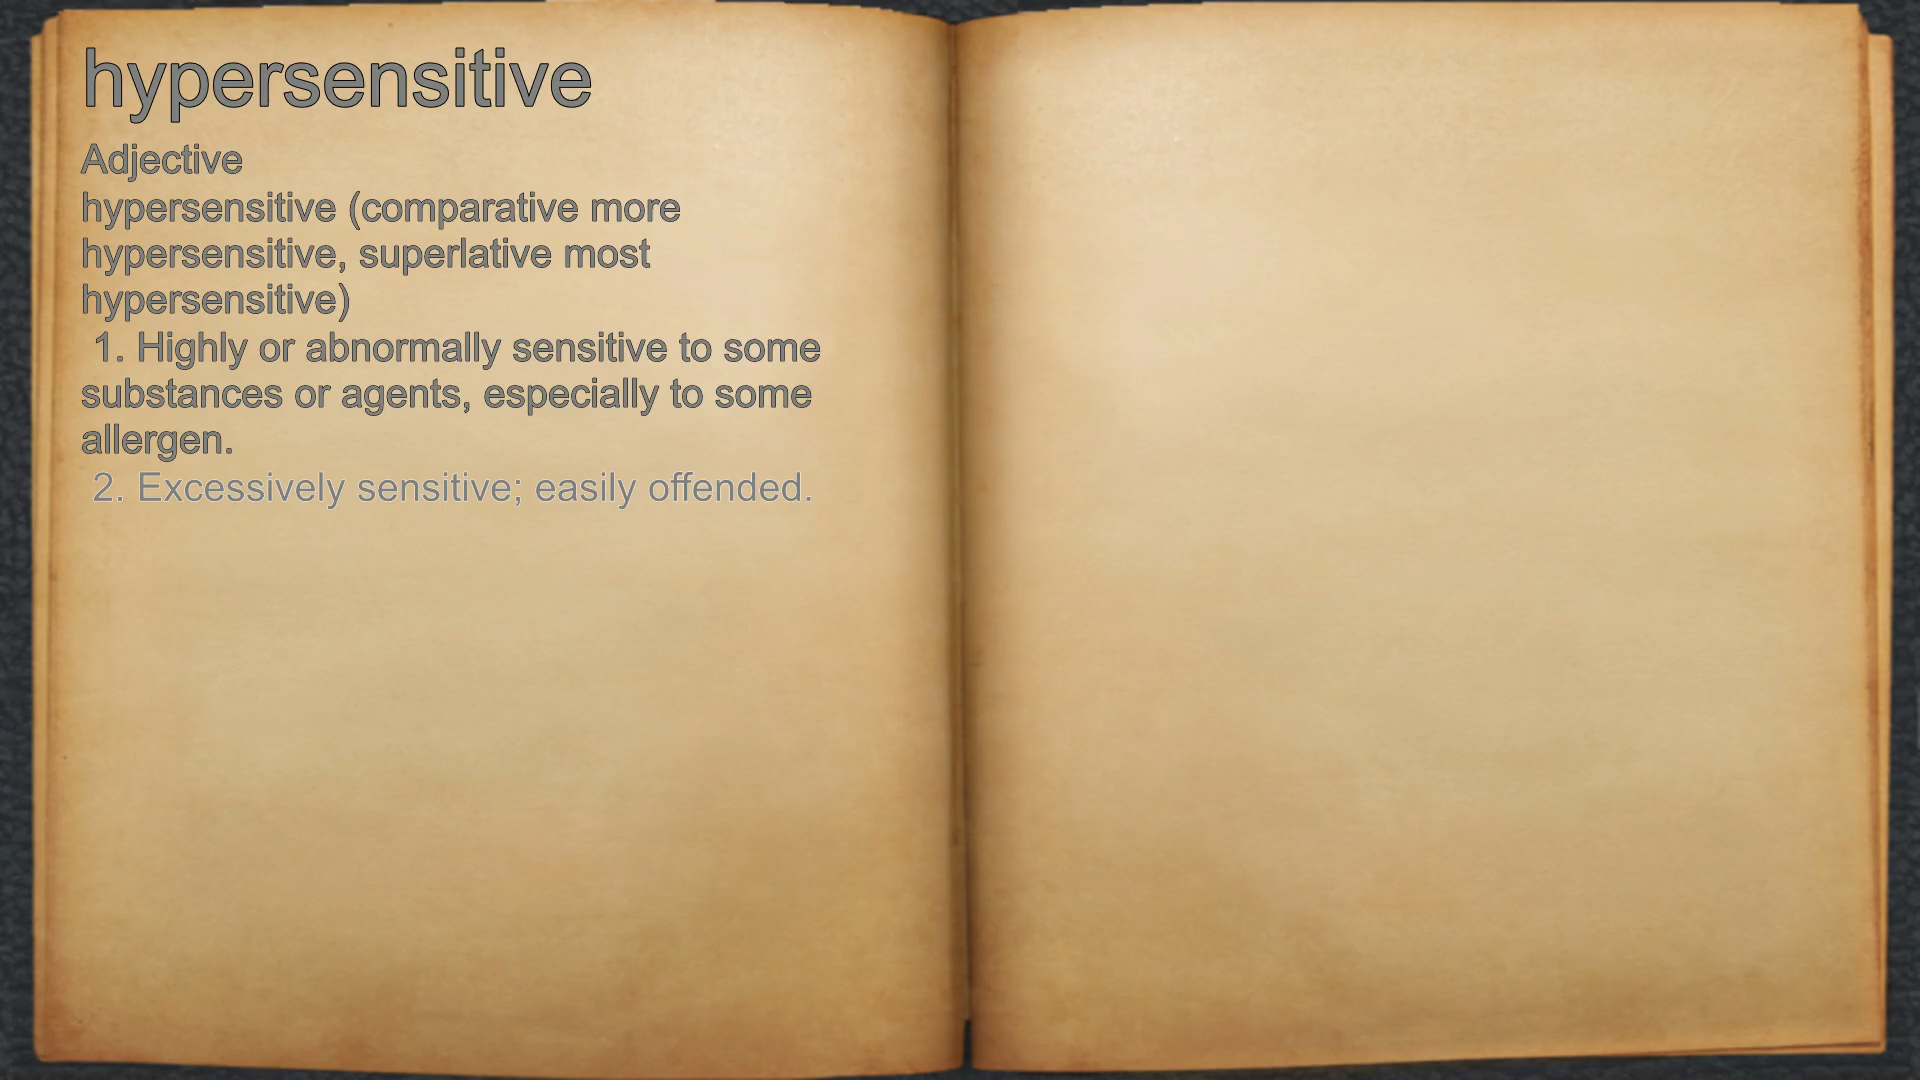 hypersensitive
Adjective
hypersensitive (comparative more
hypersensitive, superlative most
hypersensitive)
1. Highly or abnormally sensitive to some
substances or agents, especially to some
allergen.
2. Excessively sensitive; easily offended.